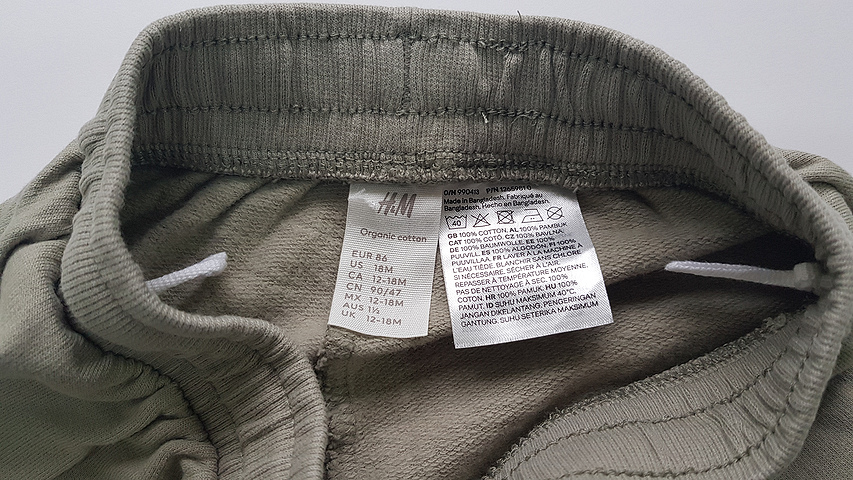 H&M
Organic cotton
EUR 86
US 18M
CA 12-18M
CN 90/47
MX 12-18M
AUS 1½
UK 12-18M
O/N 990413 P/N
Made in Bangladesh, Fabriqué au
Bangladesh, Hecho en Bangladesh.
40
GB 100% COTTON, AL 100% PAMBUK
CAT 100% COTÓ, CZ 100% BAVLNA,
DE 100% BAUMWOLLE, EE 100%
PUUVILL, ES 100% ALGODÓN, FI 100%
PUUVILLAA, FR LAVER À LA MACHINE À
L'EAU TIÈDE, BLANCHIR SANS CHLORE
SI NÉCESSAIRE, SÉCHER À L'AIR,
REPASSER À TEMPÉRATURE MOYENNE,
PAS DE NETTOYAGE À SEC, 100%
COTON, HR 100% PAMUK, HU 100%
PAMUT, ID SUHU MAKSIMUM 40°C,
JANGAN DIKELANTANG, PENGERINGAN
GANTUNG, SUHU SETERIKA MAKSIMUM